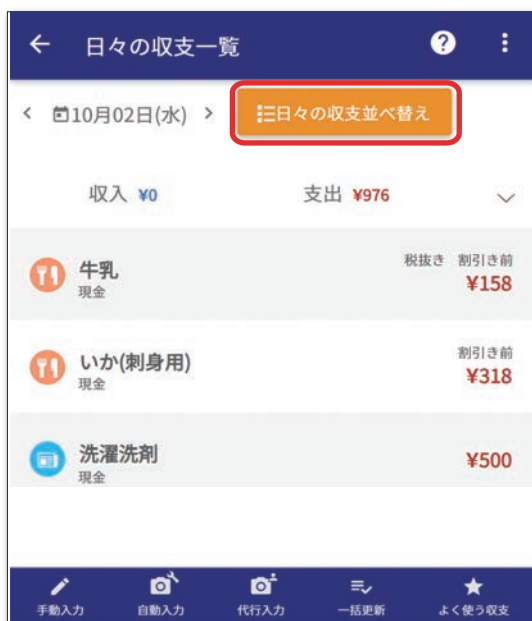 日々の収支一覧
10月02日(水)
日々の収支並べ替え
収入 ¥0 支出 ¥976
税抜き 割引き前
牛乳 ¥158
現金
割引き前
いか(刺身用) ¥318
現金
洗濯洗剤 ¥500
現金
手動入力 自動入力 代行入力 一括更新 よく使う収支